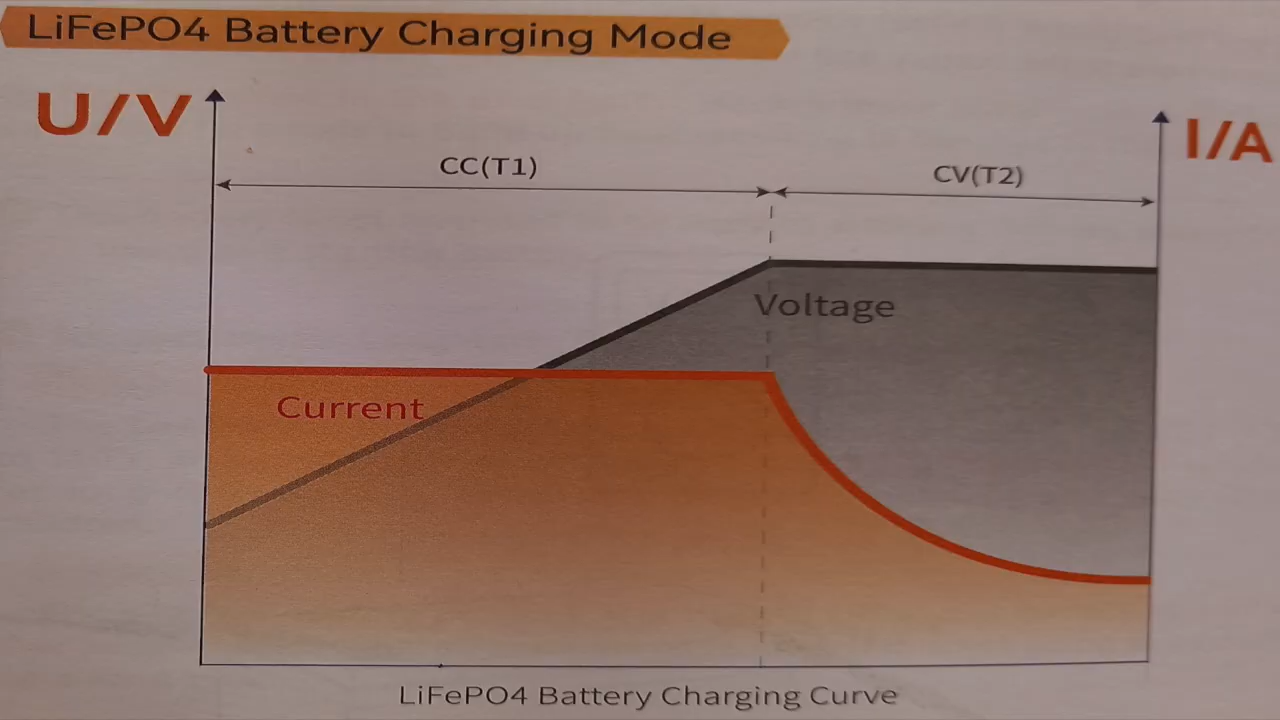 LiFePO4 Battery Charging Mode
U/V
I/A
CC(T1)
CV(T2)
Voltage
Current
LiFePO4 Battery Charging Curve